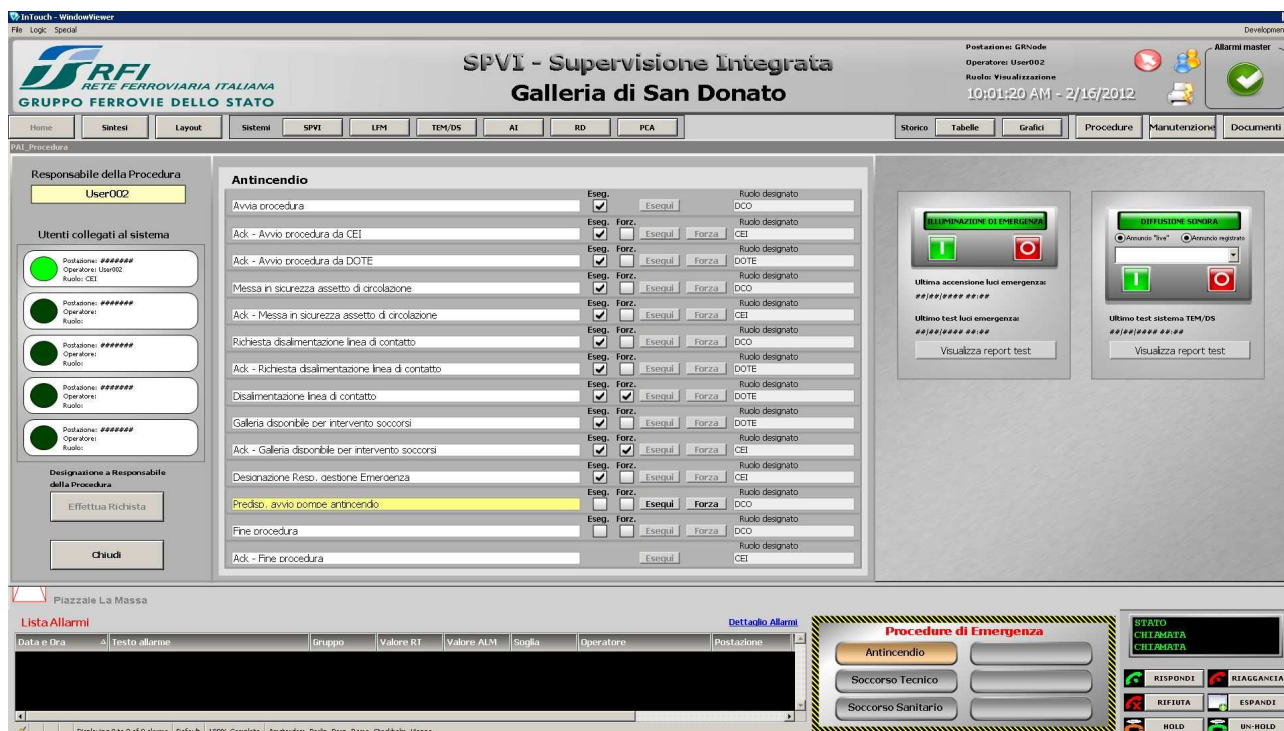 InTouch - WindowViewer
File Logic Special
Developmen
RFI
RETE FERROVIARIA ITALIANA
GRUPPO FERROVIE DELLO STATO
SPVI - Supervisione Integrata
Galleria di San Donato
Postazione: GRNode
Operatore: User002
Ruolo: Visualizzazione
10:01:20 AM - 2/16/2012
Allarmi master
Home Sintesi Layout Sistemi SPVI LFM TEM/DS AI RD PCA Storico Tabelle Grafici Procedure Manutenzione Documenti
PAI_Procedura
Responsabile della Procedura
User002
Utenti collegati al sistema
Postazione: #######
Operatore: User002
Ruolo: CEI
Postazione: #######
Operatore:
Ruolo:
Postazione: #######
Operatore:
Ruolo:
Postazione: #######
Operatore:
Ruolo:
Postazione: #######
Operatore:
Ruolo:
Designazione a Responsabile
della Procedura
Effettua Richista
Chiudi
Antincendio
Eseg. Ruolo designato
Avvia procedura Esegui DCO
Eseg. Forz. Ruolo designato
Ack - Avvio procedura da CEI Esegui Forza CEI
Eseg. Forz. Ruolo designato
Ack - Avvio procedura da DOTE Esegui Forza DOTE
Eseg. Forz. Ruolo designato
Messa in sicurezza assetto di circolazione Esegui Forza DCO
Eseg. Forz. Ruolo designato
Ack - Messa in sicurezza assetto di circolazione Esegui Forza CEI
Eseg. Forz. Ruolo designato
Richiesta disalimentazione linea di contatto Esegui Forza DCO
Eseg. Forz. Ruolo designato
Ack - Richiesta disalimentazione linea di contatto Esegui Forza DOTE
Eseg. Forz. Ruolo designato
Disalimentazione linea di contatto Esegui Forza DOTE
Eseg. Forz. Ruolo designato
Galleria disponibile per intervento soccorsi Esegui Forza DOTE
Eseg. Forz. Ruolo designato
Ack - Galleria disponibile per intervento soccorsi Esegui Forza CEI
Eseg. Forz. Ruolo designato
Designazione Resp. gestione Emergenza Esegui Forza CEI
Eseg. Forz. Ruolo designato
Predisp. avvio pompe antincendio Esegui Forza DCO
Eseg. Forz. Ruolo designato
Fine procedura Esegui Forza DCO
Ruolo designato
Ack - Fine procedura Esegui CEI
ILLUMINAZIONE DI EMERGENZA
Ultima accensione luci emergenza:
##/##/#### ##:##
Ultimo test luci emergenza:
##/##/#### ##:##
Visualizza report test
DIFFUSIONE SONORA
Annuncio "live" Annuncio registrato
Ultimo test sistema TEM/DS
##/##/#### ##:##
Visualizza report test
Piazzale La Massa
Lista Allarmi
Dettaglio Allarmi
Data e Ora Testo allarme Gruppo Valore RT Valore ALM Soglia Operatore Postazione
Procedure di Emergenza
Antincendio
Soccorso Tecnico
Soccorso Sanitario
STATO
CHIAMATA
CHIAMATA
RISPONDI RIAGGANCIA
RIFIUTA ESPANDI
HOLD UN-HOLD